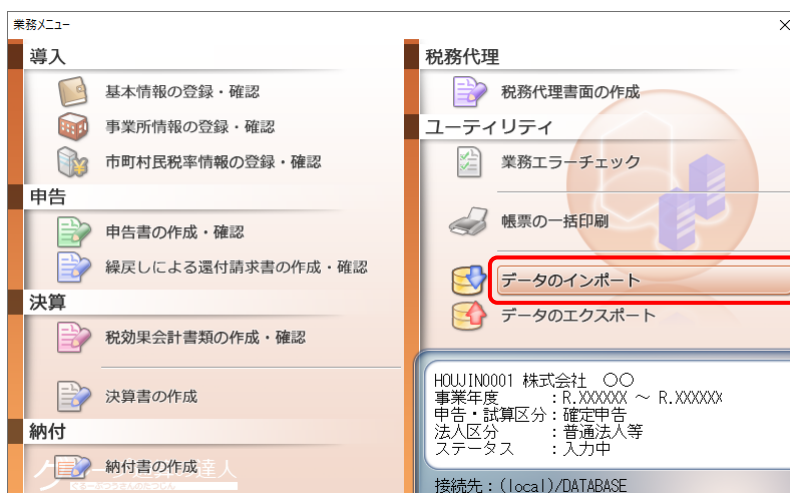 業務メニュー
導入
基本情報の登録・確認
事業所情報の登録・確認
市町村民税率情報の登録・確認
申告
申告書の作成・確認
繰戻しによる還付請求書の作成・確認
決算
税効果会計書類の作成・確認
決算書の作成
納付
納付書の作成
税務代理
税務代理書面の作成
ユーティリティ
業務エラーチェック
帳票の一括印刷
データのインポート
データのエクスポート
HOUJIN0001 株式会社 〇〇
事業年度 :R.XXXXXX ～ R.XXXXXX
申告・試算区分:確定申告
法人区分 :普通法人等
ステータス :入力中
接続先:(local)/DATABASE